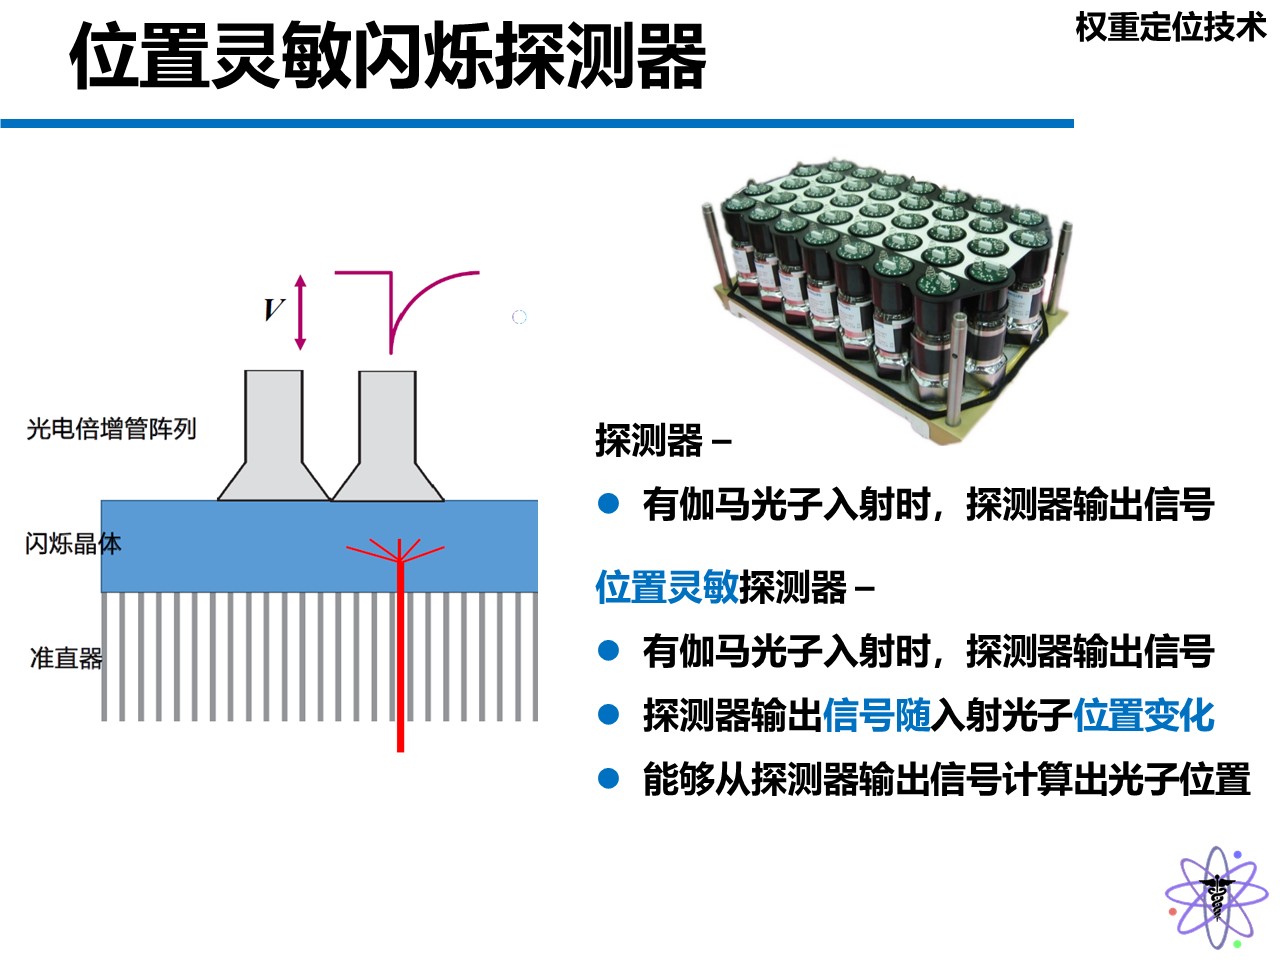 位置灵敏闪烁探测器
权重定位技术
V
光电倍增管阵列
闪烁晶体
准直器
探测器 –
有伽马光子入射时，探测器输出信号
位置灵敏探测器 –
有伽马光子入射时，探测器输出信号
探测器输出信号随入射光子位置变化
能够从探测器输出信号计算出光子位置